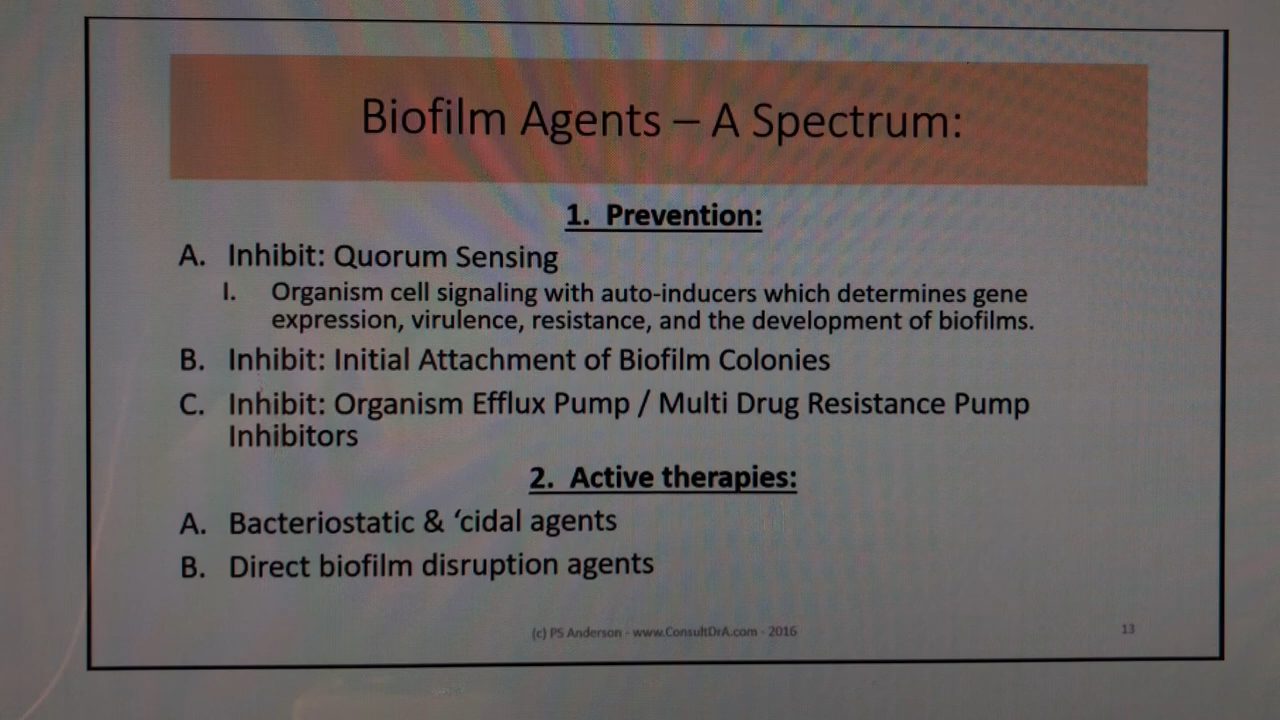 Biofilm Agents – A Spectrum:
1. Prevention:
A. Inhibit: Quorum Sensing
I. Organism cell signaling with auto-inducers which determines gene
expression, virulence, resistance, and the development of biofilms.
B. Inhibit: Initial Attachment of Biofilm Colonies
C. Inhibit: Organism Efflux Pump / Multi Drug Resistance Pump
Inhibitors
2. Active therapies:
A. Bacteriostatic & ‘cidal agents
B. Direct biofilm disruption agents
(c) PS Anderson - www.ConsultDrA.com - 2016
13